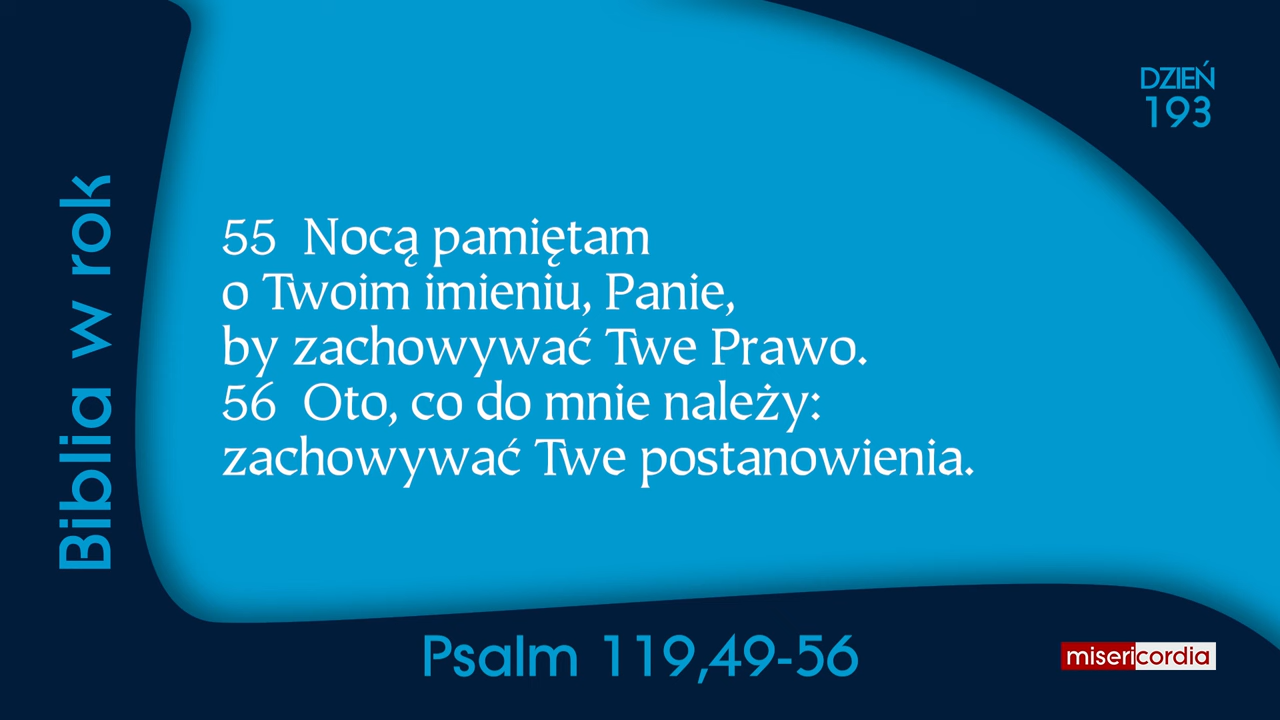 DZIEŃ
193
Biblia w rok
55 Nocą pamiętam
o Twoim imieniu, Panie,
by zachowywać Twe Prawo.
56 Oto, co do mnie należy:
zachowywać Twe postanowienia.
Psalm 119,49-56
misericordia